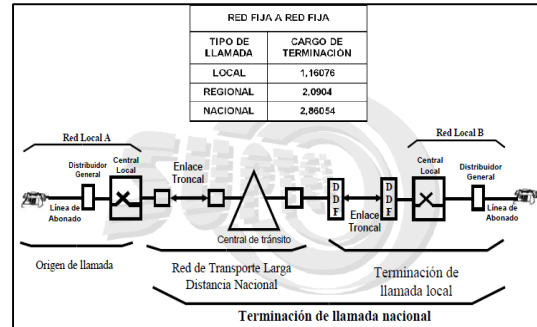 RED FIJA A RED FIJA
TIPO DE LLAMADA CARGO DE TERMINACIÓN
LOCAL 1,16076
REGIONAL 2,0904
NACIONAL 2,86054
Red Local A
Red Local B
Distribuidor General
Central Local
Enlace Troncal
Central Local
Distribuidor General
Línea de Abonado
DDF
Enlace Troncal
DDF
Línea de Abonado
Central de tránsito
Origen de llamada
Red de Transporte Larga Distancia Nacional
Terminación de llamada local
Terminación de llamada nacional